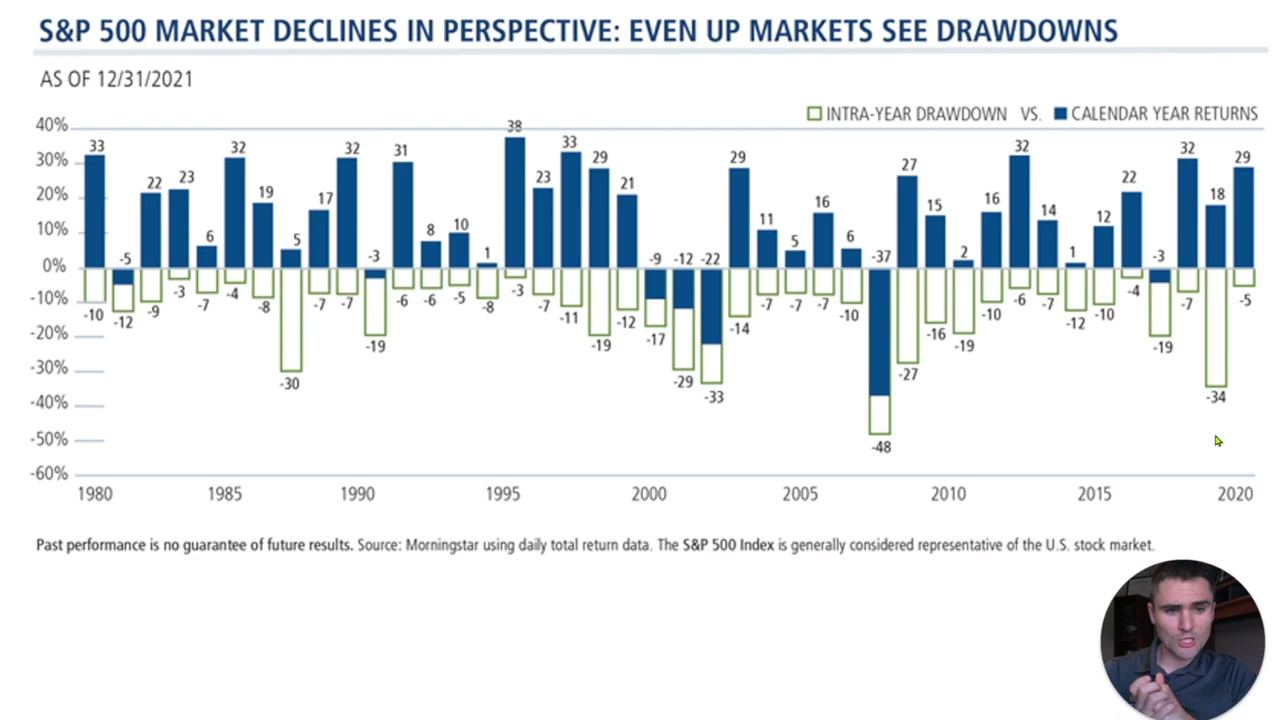 S&P 500 MARKET DECLINES IN PERSPECTIVE: EVEN UP MARKETS SEE DRAWDOWNS
AS OF 12/31/2021
INTRA-YEAR DRAWDOWN VS. CALENDAR YEAR RETURNS
40%
30%
20%
10%
0%
-10%
-20%
-30%
-40%
-50%
-60%
33 -5 22 23 6 32 19 5 17 32 -3 31 8 10 1 38 23 33 29 21 -9 -12 -22 29 11 5 16 6 -37 27 15 2 16 32 14 1 12 22 -3 32 18 29
-10 -12 -9 -3 -7 -4 -8 -30 -7 -7 -19 -6 -6 -5 -8 -3 -7 -11 -19 -12 -17 -29 -33 -14 -7 -7 -7 -10 -48 -27 -16 -19 -10 -6 -7 -12 -10 -4 -19 -7 -34 -5
1980 1985 1990 1995 2000 2005 2010 2015 2020
Past performance is no guarantee of future results. Source: Morningstar using daily total return data. The S&P 500 Index is generally considered representative of the U.S. stock market.